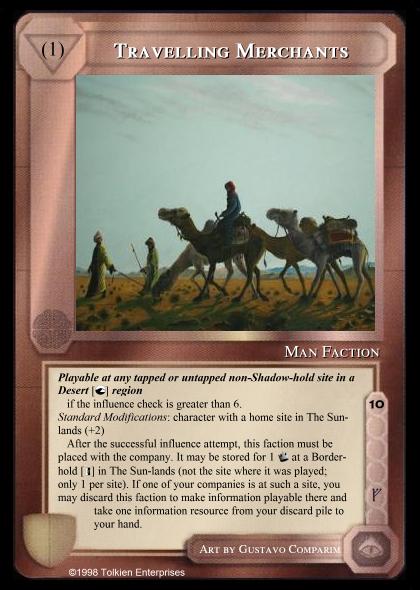 (1)
TRAVELLING MERCHANTS
MAN FACTION
Playable at any tapped or untapped non-Shadow-hold site in a
Desert [] region
if the influence check is greater than 6.
Standard Modifications: character with a home site in The Sun-
lands (+2)
After the successful influence attempt, this faction must be
placed with the company. It may be stored for 1 at a Border-
hold [] in The Sun-lands (not the site where it was played;
only 1 per site). If one of your companies is at such a site, you
may discard this faction to make information playable there and
take one information resource from your discard pile to
your hand.
10
ᚠ
ART BY GUSTAVO COMPARIM
©1998 Tolkien Enterprises